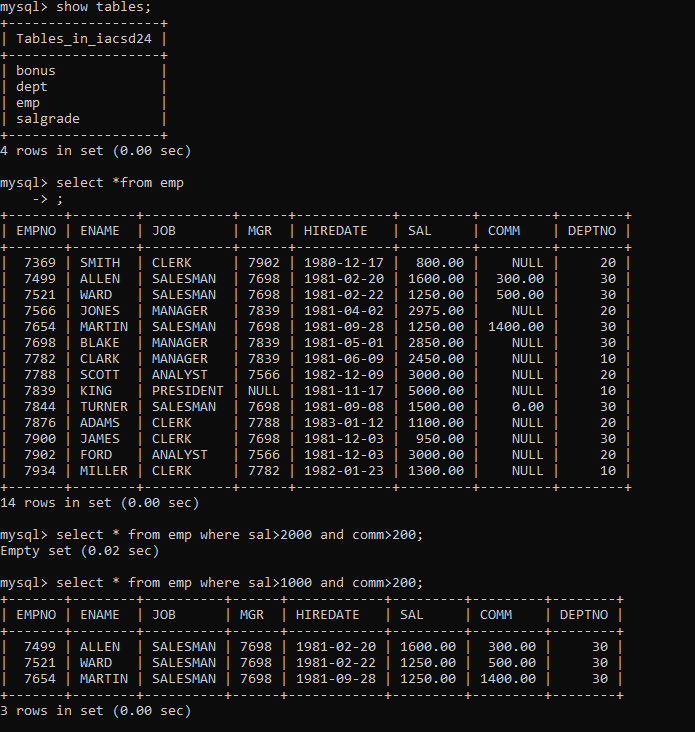 mysql> show tables;
+-------------------+
| Tables_in_iacsd24 |
+-------------------+
| bonus             |
| dept              |
| emp               |
| salgrade          |
+-------------------+
4 rows in set (0.00 sec)

mysql> select *from emp
    -> ;
+-------+--------+-----------+------+------------+---------+---------+--------+
| EMPNO | ENAME  | JOB       | MGR  | HIREDATE   | SAL     | COMM    | DEPTNO |
+-------+--------+-----------+------+------------+---------+---------+--------+
|  7369 | SMITH  | CLERK     | 7902 | 1980-12-17 |  800.00 |    NULL |     20 |
|  7499 | ALLEN  | SALESMAN  | 7698 | 1981-02-20 | 1600.00 |  300.00 |     30 |
|  7521 | WARD   | SALESMAN  | 7698 | 1981-02-22 | 1250.00 |  500.00 |     30 |
|  7566 | JONES  | MANAGER   | 7839 | 1981-04-02 | 2975.00 |    NULL |     20 |
|  7654 | MARTIN | SALESMAN  | 7698 | 1981-09-28 | 1250.00 | 1400.00 |     30 |
|  7698 | BLAKE  | MANAGER   | 7839 | 1981-05-01 | 2850.00 |    NULL |     30 |
|  7782 | CLARK  | MANAGER   | 7839 | 1981-06-09 | 2450.00 |    NULL |     10 |
|  7788 | SCOTT  | ANALYST   | 7566 | 1982-12-09 | 3000.00 |    NULL |     20 |
|  7839 | KING   | PRESIDENT | NULL | 1981-11-17 | 5000.00 |    NULL |     10 |
|  7844 | TURNER | SALESMAN  | 7698 | 1981-09-08 | 1500.00 |    0.00 |     30 |
|  7876 | ADAMS  | CLERK     | 7788 | 1983-01-12 | 1100.00 |    NULL |     20 |
|  7900 | JAMES  | CLERK     | 7698 | 1981-12-03 |  950.00 |    NULL |     30 |
|  7902 | FORD   | ANALYST   | 7566 | 1981-12-03 | 3000.00 |    NULL |     20 |
|  7934 | MILLER | CLERK     | 7782 | 1982-01-23 | 1300.00 |    NULL |     10 |
+-------+--------+-----------+------+------------+---------+---------+--------+
14 rows in set (0.00 sec)

mysql> select * from emp where sal>2000 and comm>200;
Empty set (0.02 sec)

mysql> select * from emp where sal>1000 and comm>200;
+-------+--------+----------+------+------------+---------+---------+--------+
| EMPNO | ENAME  | JOB      | MGR  | HIREDATE   | SAL     | COMM    | DEPTNO |
+-------+--------+----------+------+------------+---------+---------+--------+
|  7499 | ALLEN  | SALESMAN | 7698 | 1981-02-20 | 1600.00 |  300.00 |     30 |
|  7521 | WARD   | SALESMAN | 7698 | 1981-02-22 | 1250.00 |  500.00 |     30 |
|  7654 | MARTIN | SALESMAN | 7698 | 1981-09-28 | 1250.00 | 1400.00 |     30 |
+-------+--------+----------+------+------------+---------+---------+--------+
3 rows in set (0.00 sec)